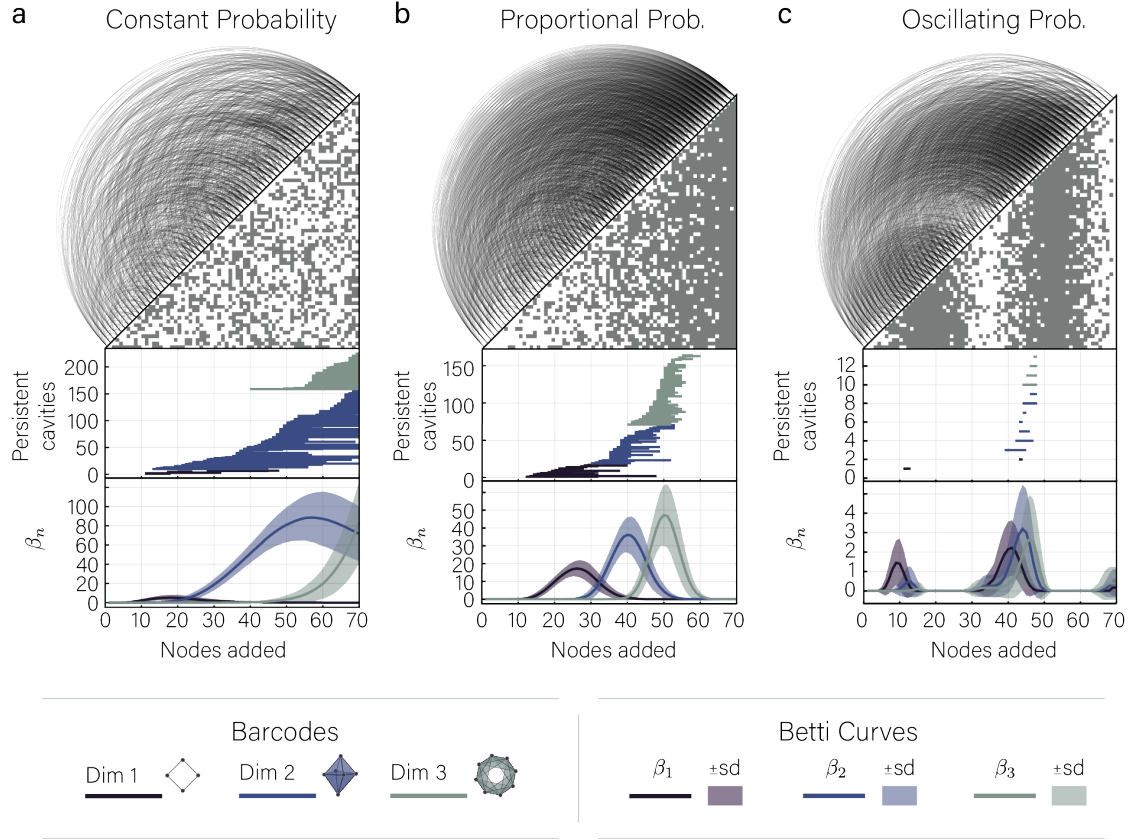 a
Constant Probability
b
Proportional Prob.
c
Oscillating Prob.
Persistent cavities
200
150
100
50
0
βn
100
80
60
40
20
0
0 10 20 30 40 50 60 70
Nodes added
Persistent cavities
150
100
50
0
βn
50
40
30
20
10
0
0 10 20 30 40 50 60 70
Nodes added
Persistent cavities
12
10
8
6
4
2
0
βn
4
3
2
1
0
0 10 20 30 40 50 60 70
Nodes added
Barcodes
Dim 1
Dim 2
Dim 3
Betti Curves
β1 ±sd
β2 ±sd
β3 ±sd